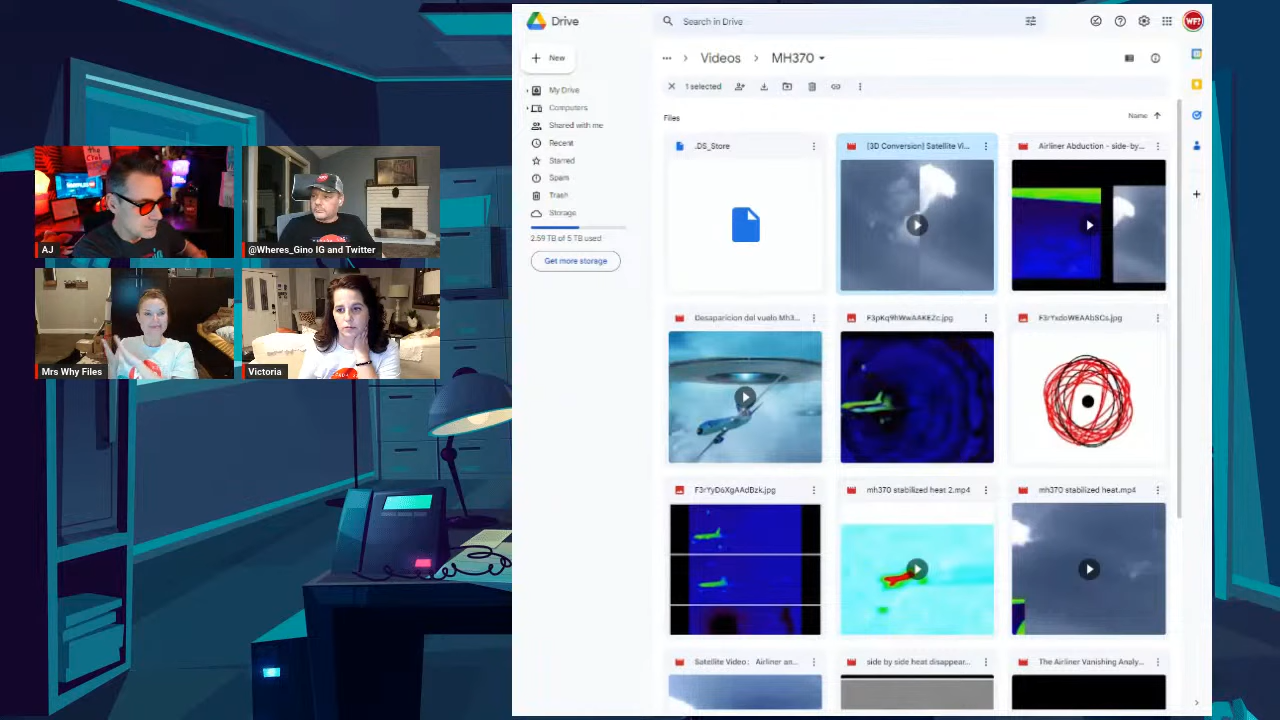 Drive
Search in Drive
WF?
New
My Drive
Computers
Shared with me
Recent
Starred
Spam
Trash
Storage
2.59 TB of 5 TB used
Get more storage
Videos
MH370
1 selected
Files
Name
.DS_Store
[3D Conversion] Satellite Vi...
Airliner Abduction - side-by...
Desaparicion del vuelo Mh3...
F3pKq9hWwAAKEZc.jpg
F3rYxdoWEAAbSCs.jpg
F3rYyD6XgAAdBzk.jpg
mh370 stabilized heat 2.mp4
mh370 stabilized heat.mp4
Satellite Video: Airliner an...
side by side heat disappear...
The Airliner Vanishing Analy...
AJ
@Whares_Gino IG and Twitter
Mrs Why Files
Victoria